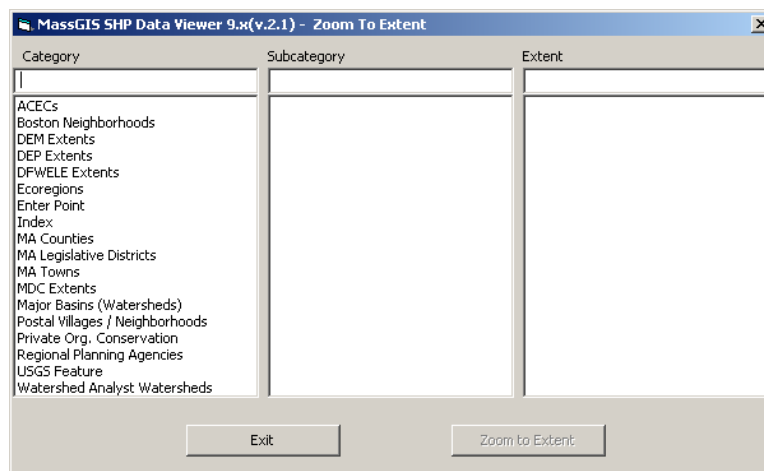 MassGIS SHP Data Viewer 9.x(v.2.1) - Zoom To Extent
Category Subcategory Extent
ACECs
Boston Neighborhoods
DEM Extents
DEP Extents
DFWELE Extents
Ecoregions
Enter Point
Index
MA Counties
MA Legislative Districts
MA Towns
MDC Extents
Major Basins (Watersheds)
Postal Villages / Neighborhoods
Private Org. Conservation
Regional Planning Agencies
USGS Feature
Watershed Analyst Watersheds
Exit Zoom to Extent